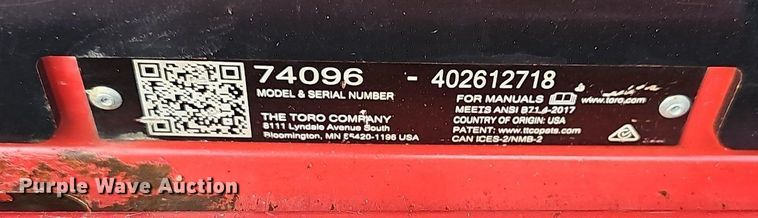 74096 - 402612718
MODEL & SERIAL NUMBER
THE TORO COMPANY
8111 Lyndale Avenue South
Bloomington, MN 55420-1196 USA
FOR MANUALS www.toro.com
MEETS ANSI B71.4-2017
COUNTRY OF ORIGIN: USA
PATENT: www.ttcopats.com
CAN ICES-2/NMB-2
Purple Wave Auction